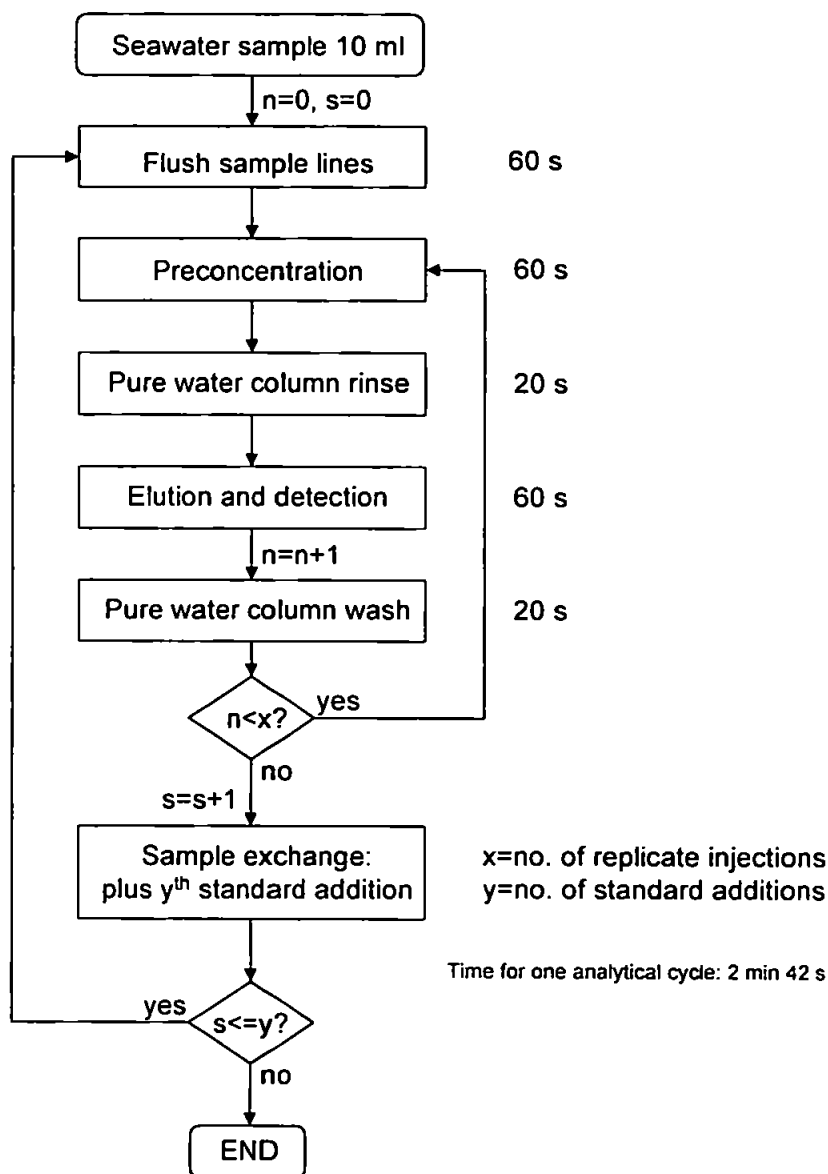 Seawater sample 10 ml
n=0, s=0
Flush sample lines 60 s
Preconcentration 60 s
Pure water column rinse 20 s
Elution and detection 60 s
n=n+1
Pure water column wash 20 s
yes
n<x?
no
s=s+1
Sample exchange: x=no. of replicate injections
plus yth standard addition y=no. of standard additions
Time for one analytical cycle: 2 min 42 s
yes
s<=y?
no
END